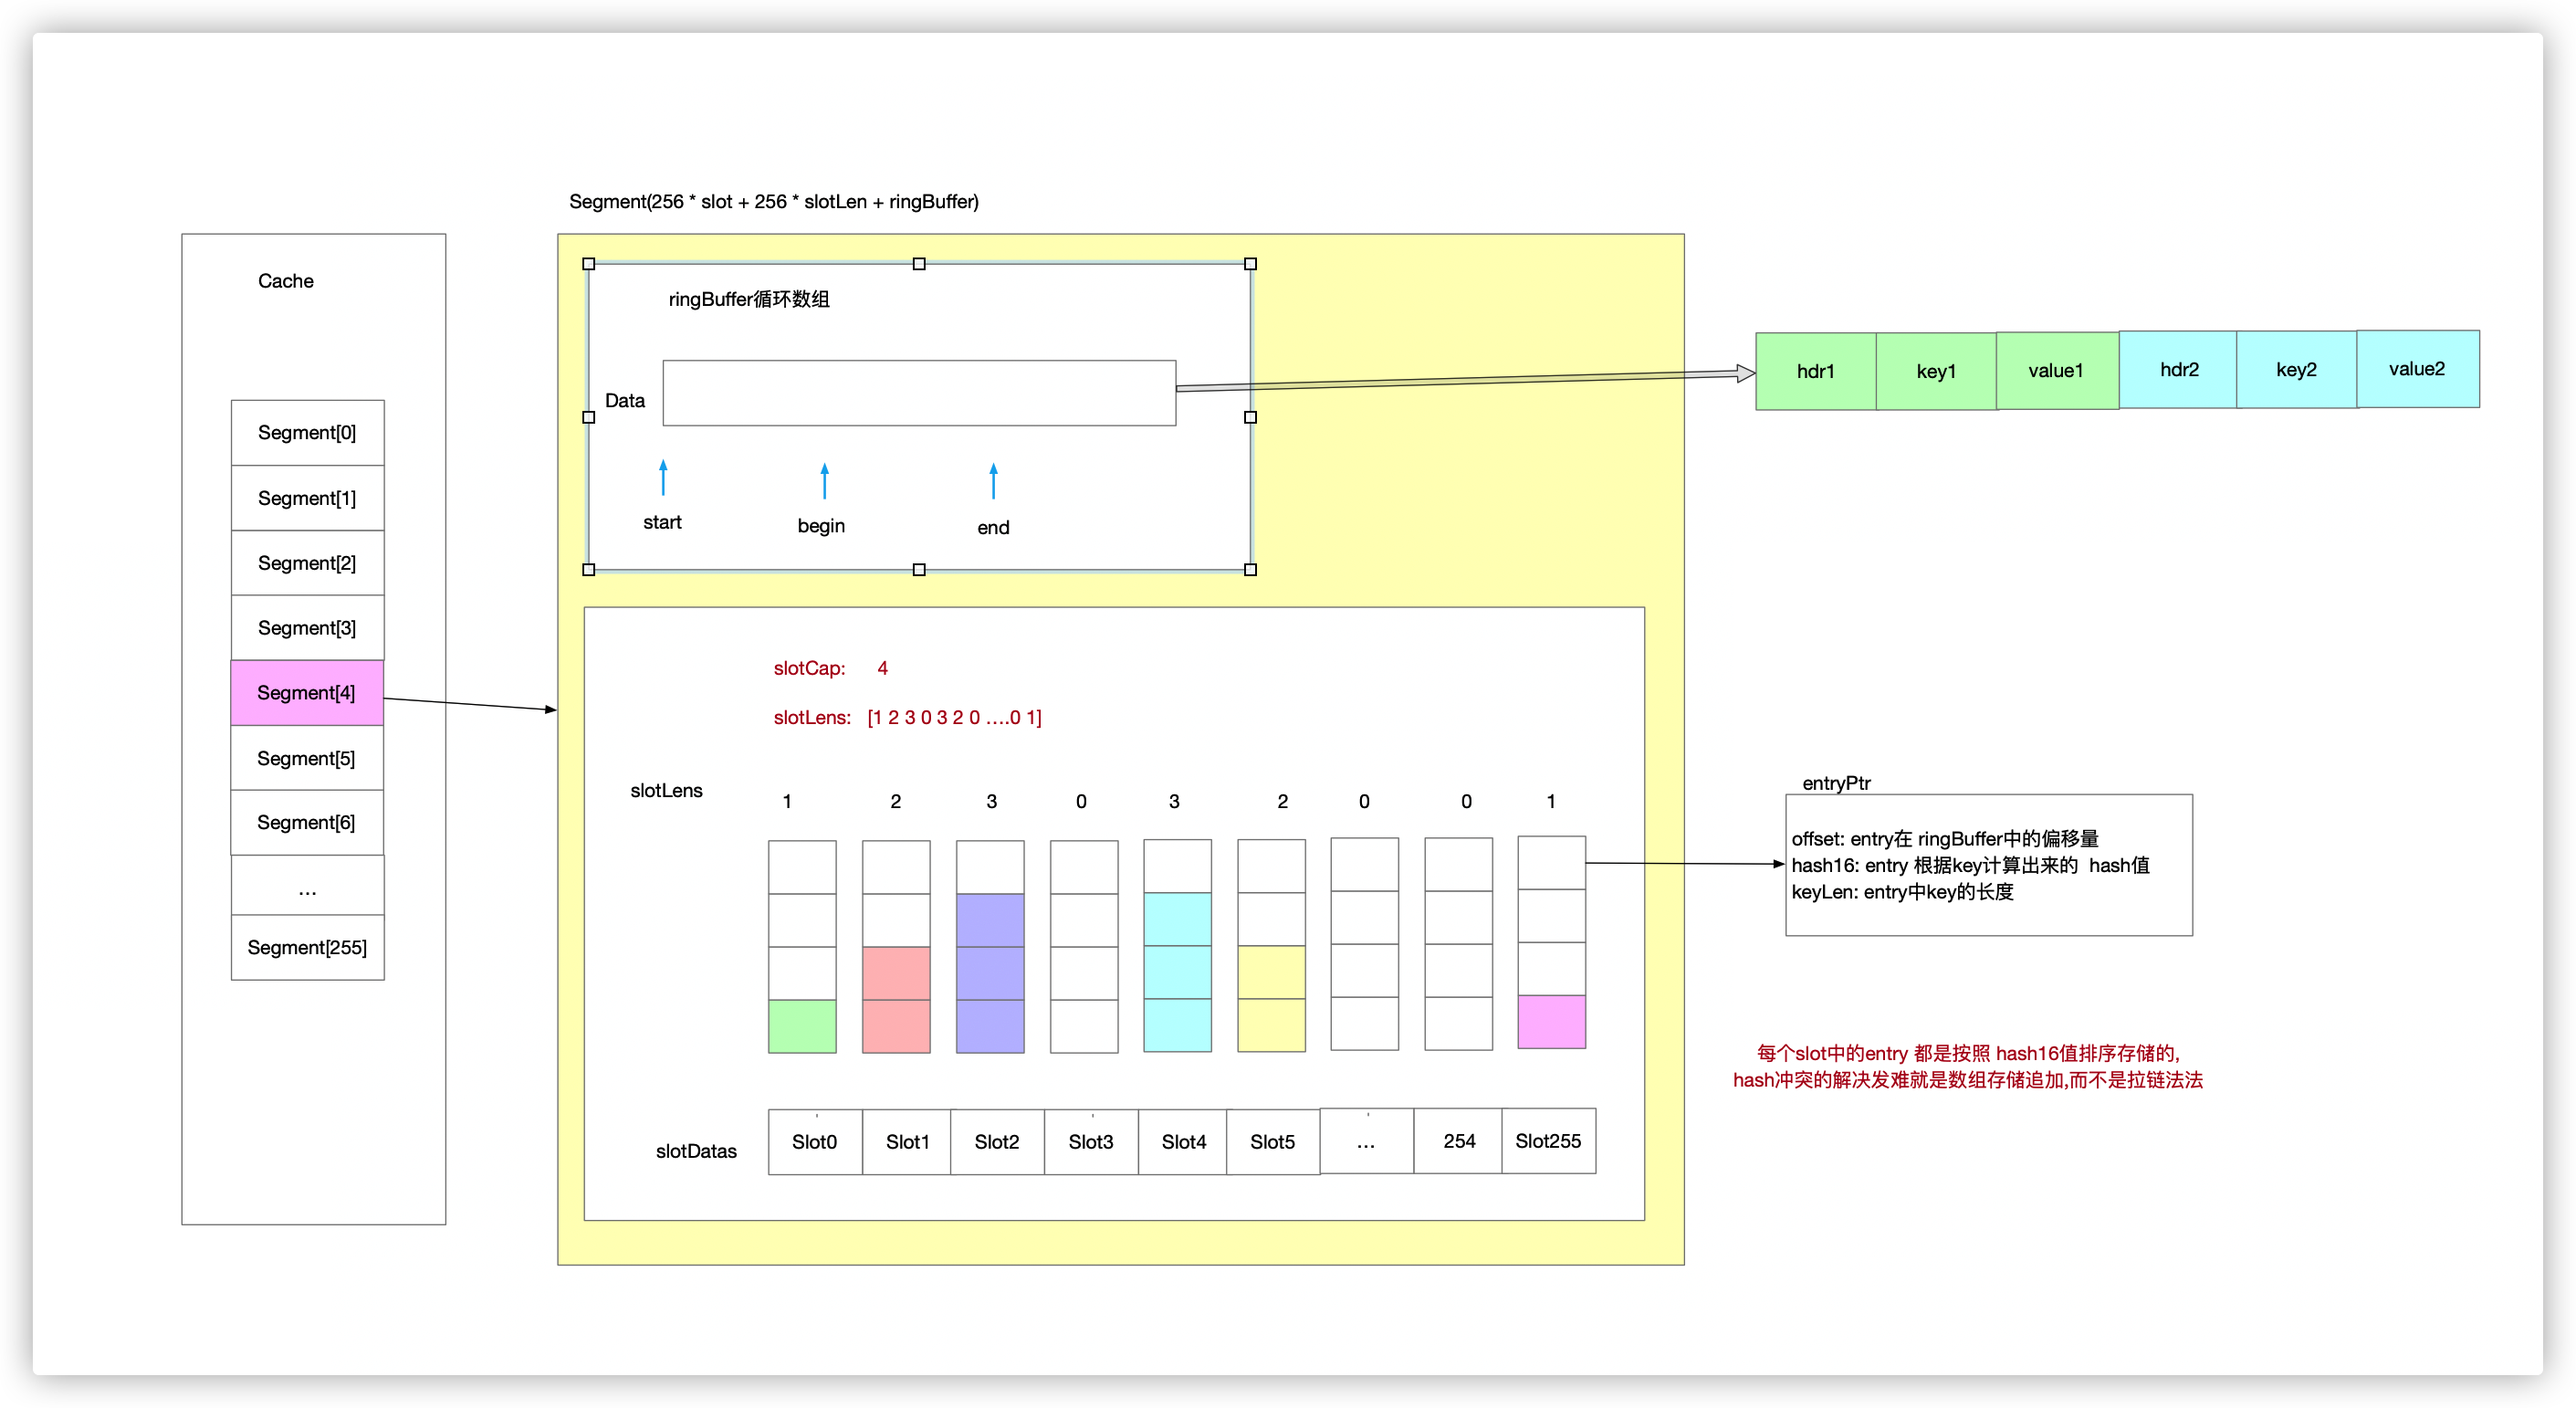 Segment(256 * slot + 256 * slotLen + ringBuffer)
Cache
Segment[0]
Segment[1]
Segment[2]
Segment[3]
Segment[4]
Segment[5]
Segment[6]
...
Segment[255]
ringBuffer循环数组
Data
start
begin
end
hdr1
key1
value1
hdr2
key2
value2
slotCap: 4
slotLens: [1 2 3 0 3 2 0 ....0 1]
slotLens
1 2 3 0 3 2 0 0 1
slotDatas
Slot0
Slot1
Slot2
Slot3
Slot4
Slot5
...
254
Slot255
entryPtr
offset: entry在 ringBuffer中的偏移量
hash16: entry 根据key计算出来的 hash值
keyLen: entry中key的长度
每个slot中的entry 都是按照 hash16值排序存储的,
hash冲突的解决发难就是数组存储追加,而不是拉链法法